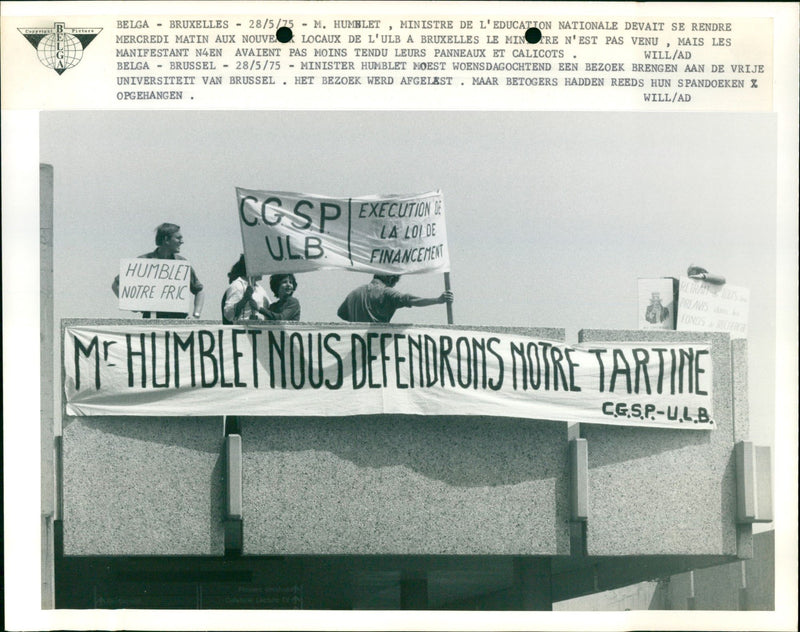 Copyright Picture
BELGA
BELGA - BRUXELLES - 28/5/75 - M. HUMBLET , MINISTRE DE L'EDUCATION NATIONALE DEVAIT SE RENDRE
MERCREDI MATIN AUX NOUVEAUX LOCAUX DE L'ULB A BRUXELLES LE MINISTRE N'EST PAS VENU , MAIS LES
MANIFESTANT N4EN AVAIENT PAS MOINS TENDU LEURS PANNEAUX ET CALICOTS . WILL/AD
BELGA - BRUSSEL - 28/5/75 - MINISTER HUMBLET MOEST WOENSDAGOCHTEND EEN BEZOEK BRENGEN AAN DE VRIJE
UNIVERSITEIT VAN BRUSSEL . HET BEZOEK WERD AFGELAST . MAAR BETOGERS HADDEN REEDS HUN SPANDOEKEN X
OPGEHANGEN . WILL/AD
HUMBLET
NOTRE FRIC
C.G.S.P.
ULB.
EXECUTION DE
LA LOI DE
FINANCEMENT
Mr HUMBLET NOUS DEFENDRONS NOTRE TARTINE
C.G.S.P.-U.L.B.